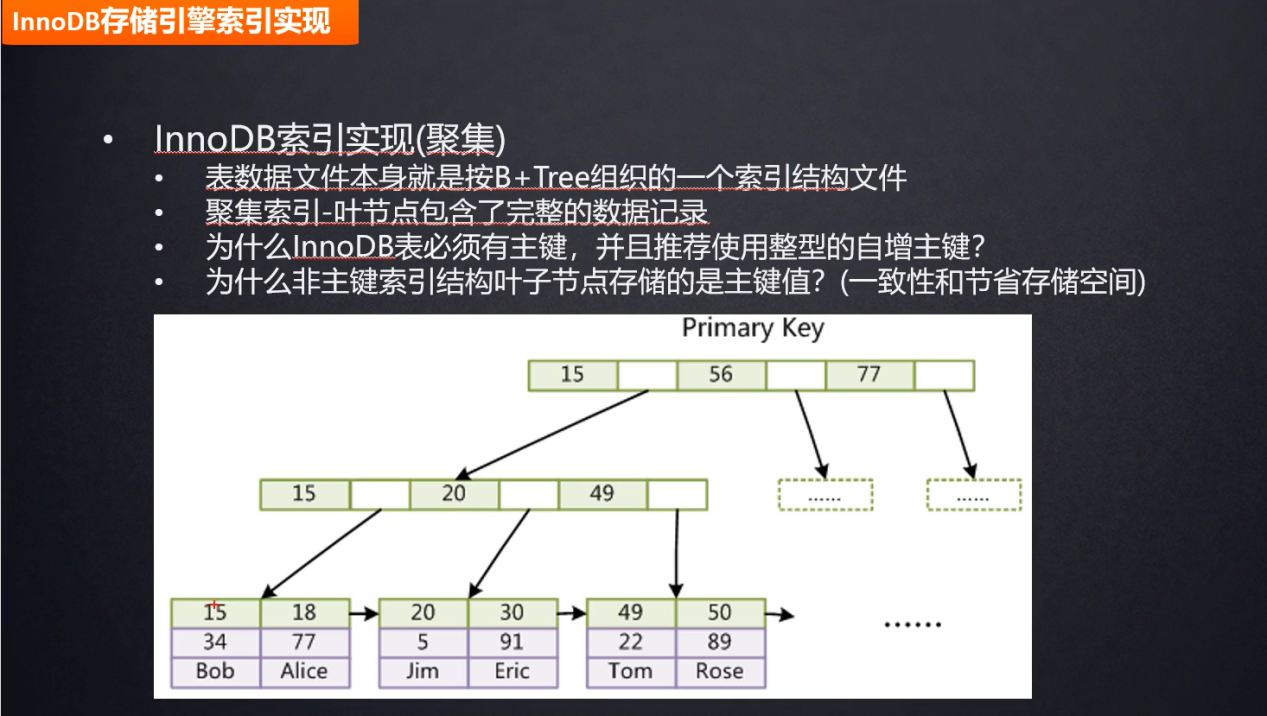 InnoDB存储引擎索引实现
• InnoDB索引实现(聚集)
• 表数据文件本身就是按B+Tree组织的一个索引结构文件
• 聚集索引-叶节点包含了完整的数据记录
• 为什么InnoDB表必须有主键，并且推荐使用整型的自增主键？
• 为什么非主键索引结构叶子节点存储的是主键值？(一致性和节省存储空间)
Primary Key
15 56 77
15 20 49
...... ......
15 18 20 30 49 50
......
34 77 5 91 22 89
Bob Alice Jim Eric Tom Rose